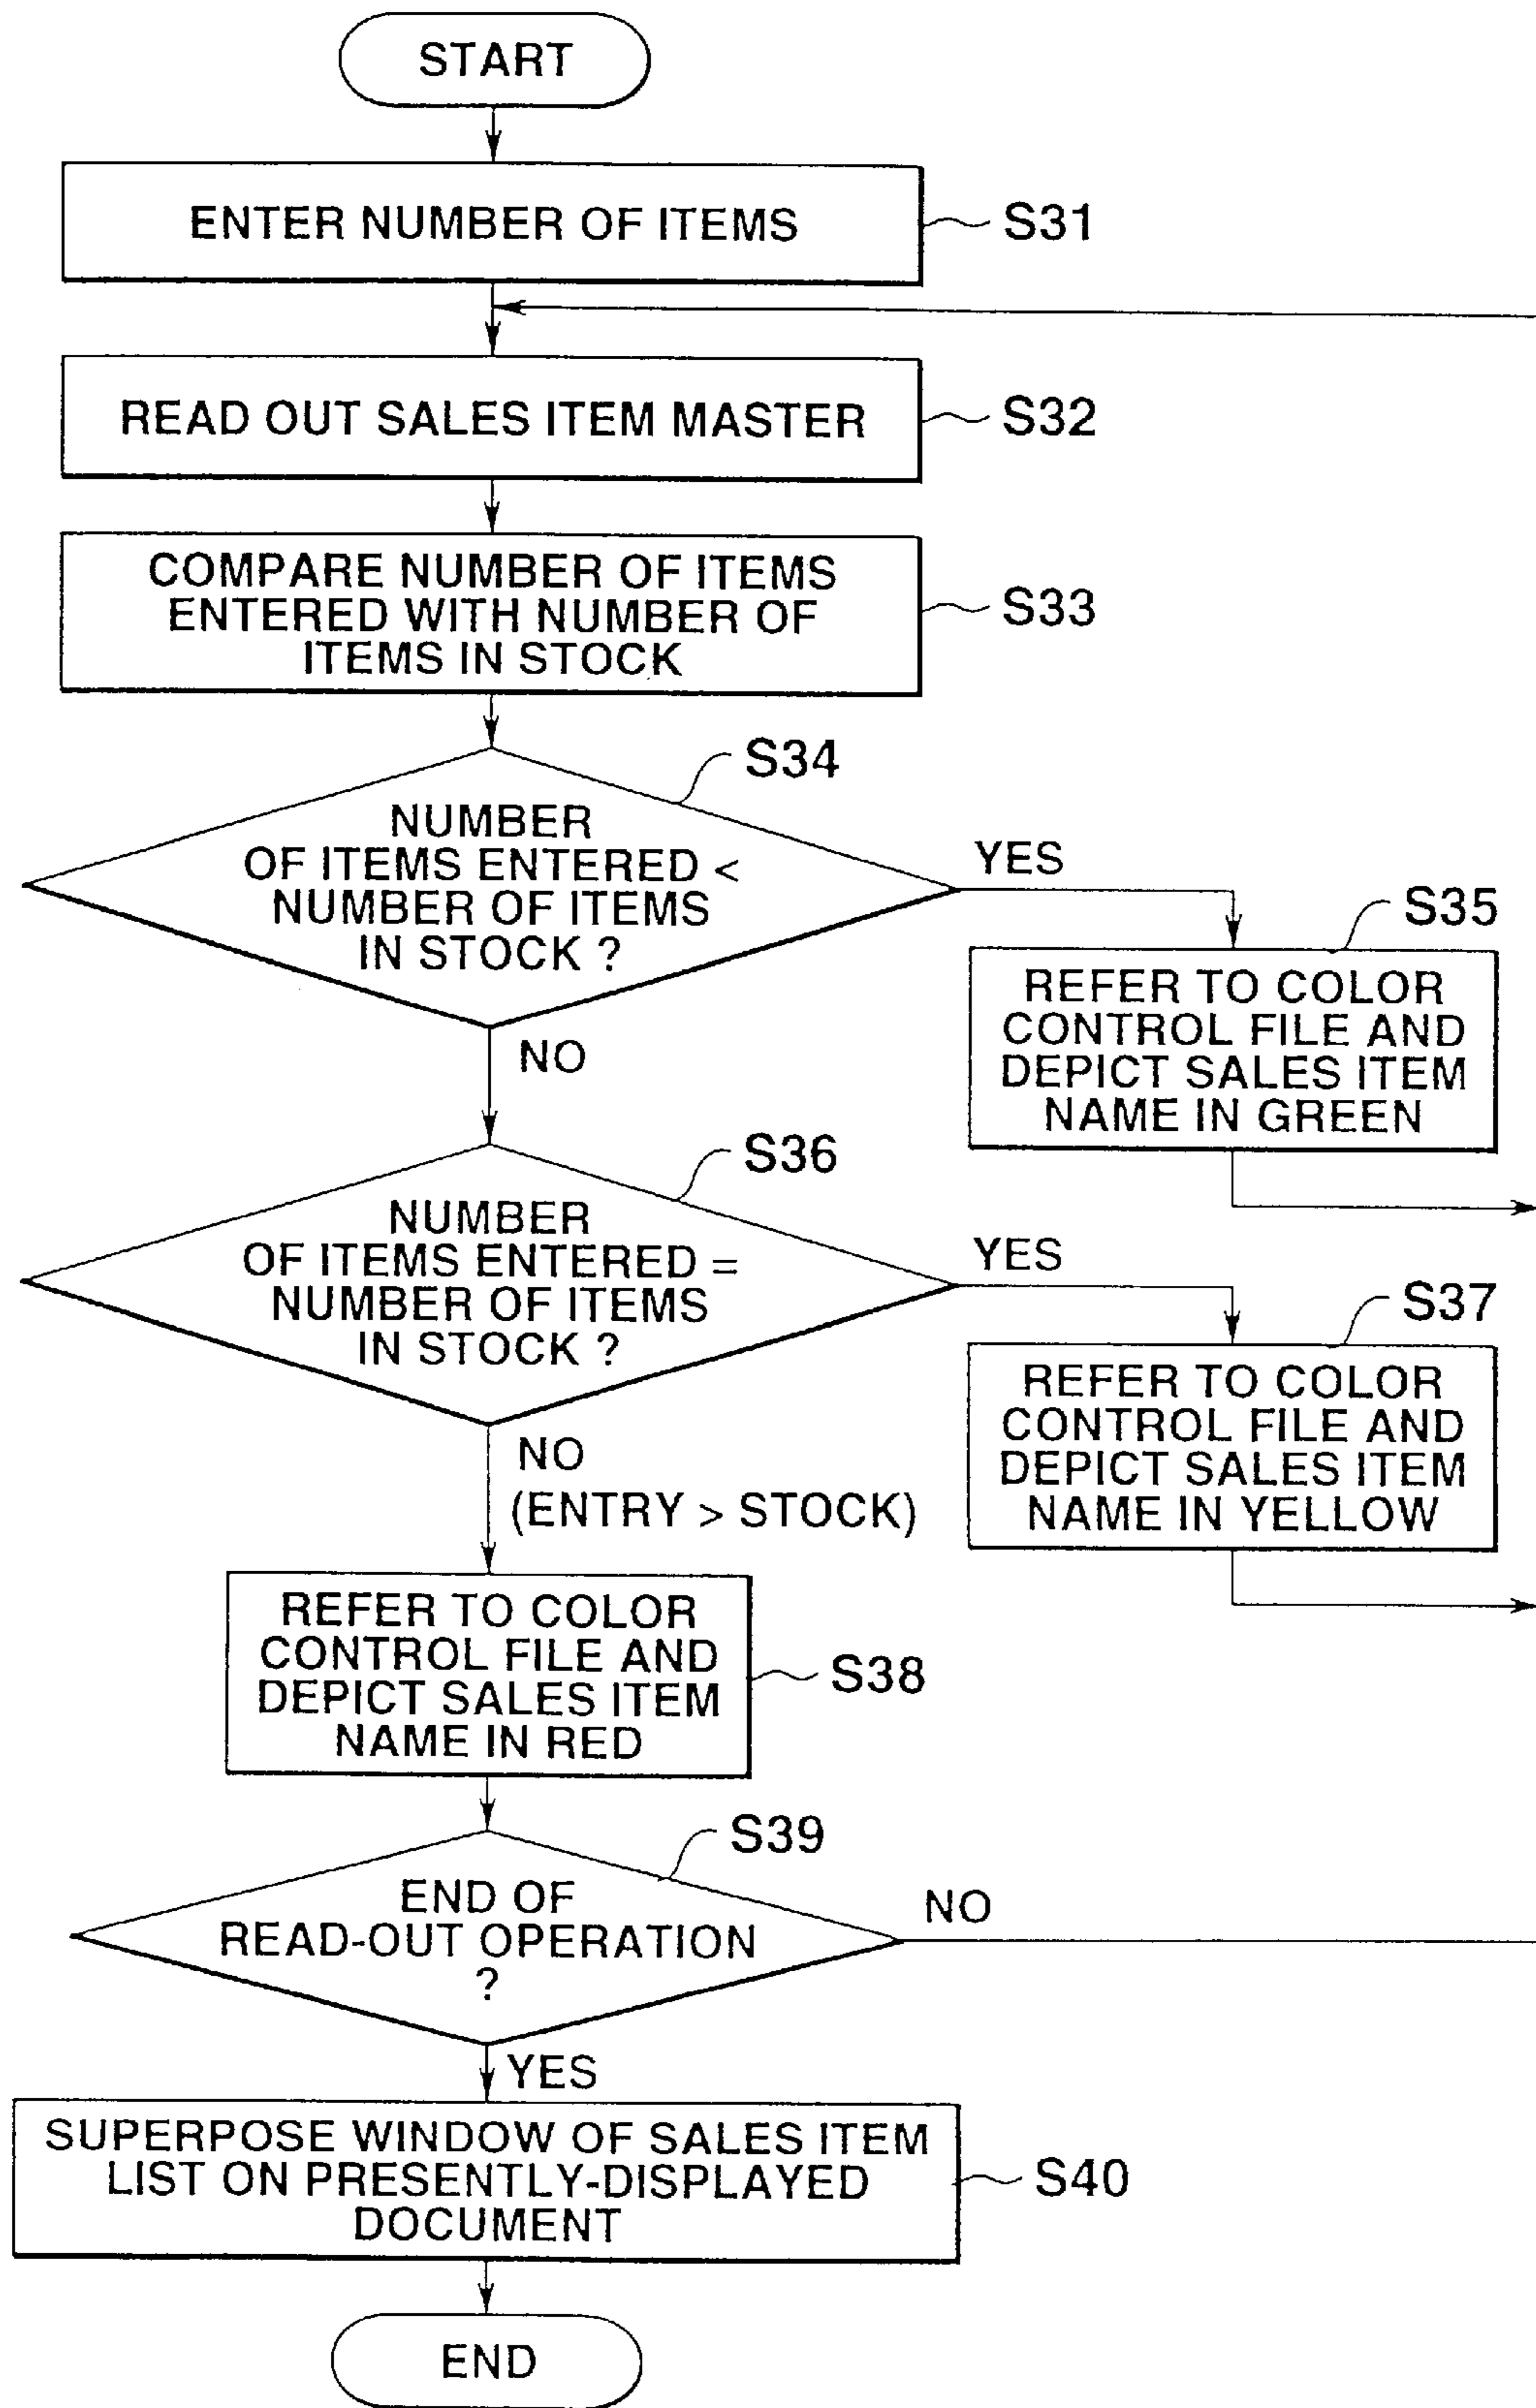 START
ENTER NUMBER OF ITEMS
S31
READ OUT SALES ITEM MASTER
S32
COMPARE NUMBER OF ITEMS
ENTERED WITH NUMBER OF
ITEMS IN STOCK
S33
S34
NUMBER
OF ITEMS ENTERED <
NUMBER OF ITEMS
IN STOCK ?
YES
NO
S35
REFER TO COLOR
CONTROL FILE AND
DEPICT SALES ITEM
NAME IN GREEN
S36
NUMBER
OF ITEMS ENTERED =
NUMBER OF ITEMS
IN STOCK ?
YES
NO
(ENTRY > STOCK)
S37
REFER TO COLOR
CONTROL FILE AND
DEPICT SALES ITEM
NAME IN YELLOW
REFER TO COLOR
CONTROL FILE AND
DEPICT SALES ITEM
NAME IN RED
S38
S39
END OF
READ-OUT OPERATION
?
NO
YES
SUPERPOSE WINDOW OF SALES ITEM
LIST ON PRESENTLY-DISPLAYED
DOCUMENT
S40
END